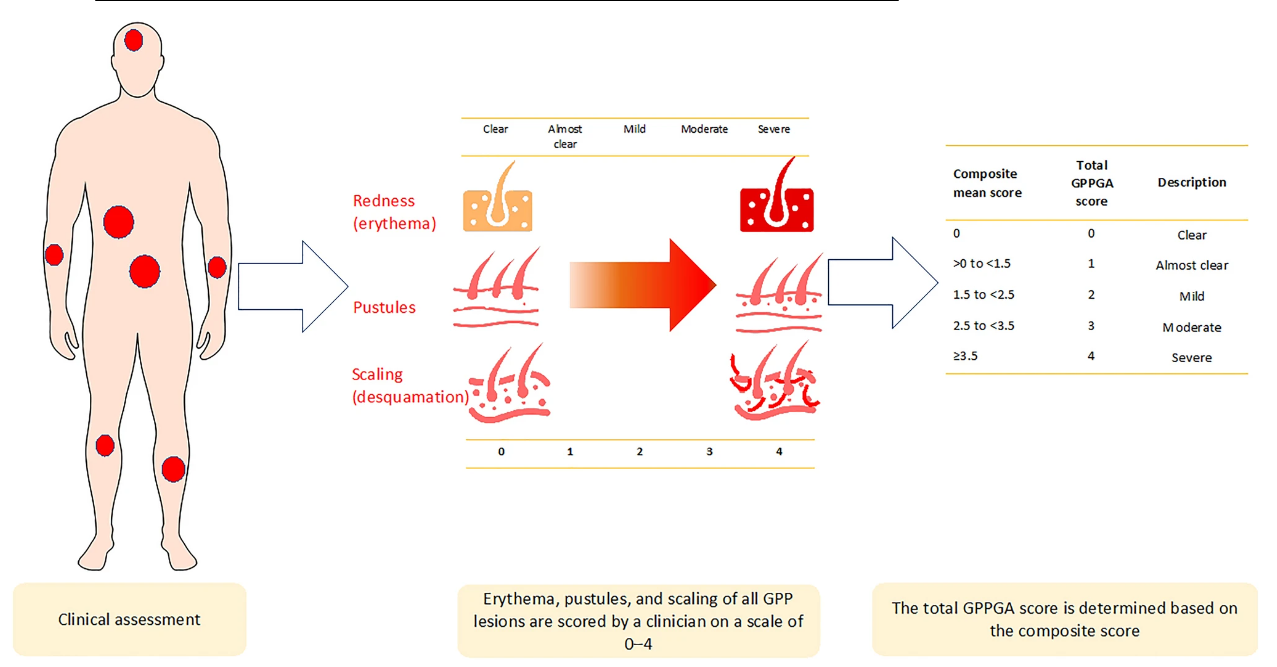 Clear Almost clear Mild Moderate Severe
Redness
(erythema)
Pustules
Scaling
(desquamation)
0 1 2 3 4
Composite mean score Total GPPGA score Description
0 0 Clear
>0 to <1.5 1 Almost clear
1.5 to <2.5 2 Mild
2.5 to <3.5 3 Moderate
≥3.5 4 Severe
Clinical assessment
Erythema, pustules, and scaling of all GPP
lesions are scored by a clinician on a scale of
0–4
The total GPPGA score is determined based on
the composite score